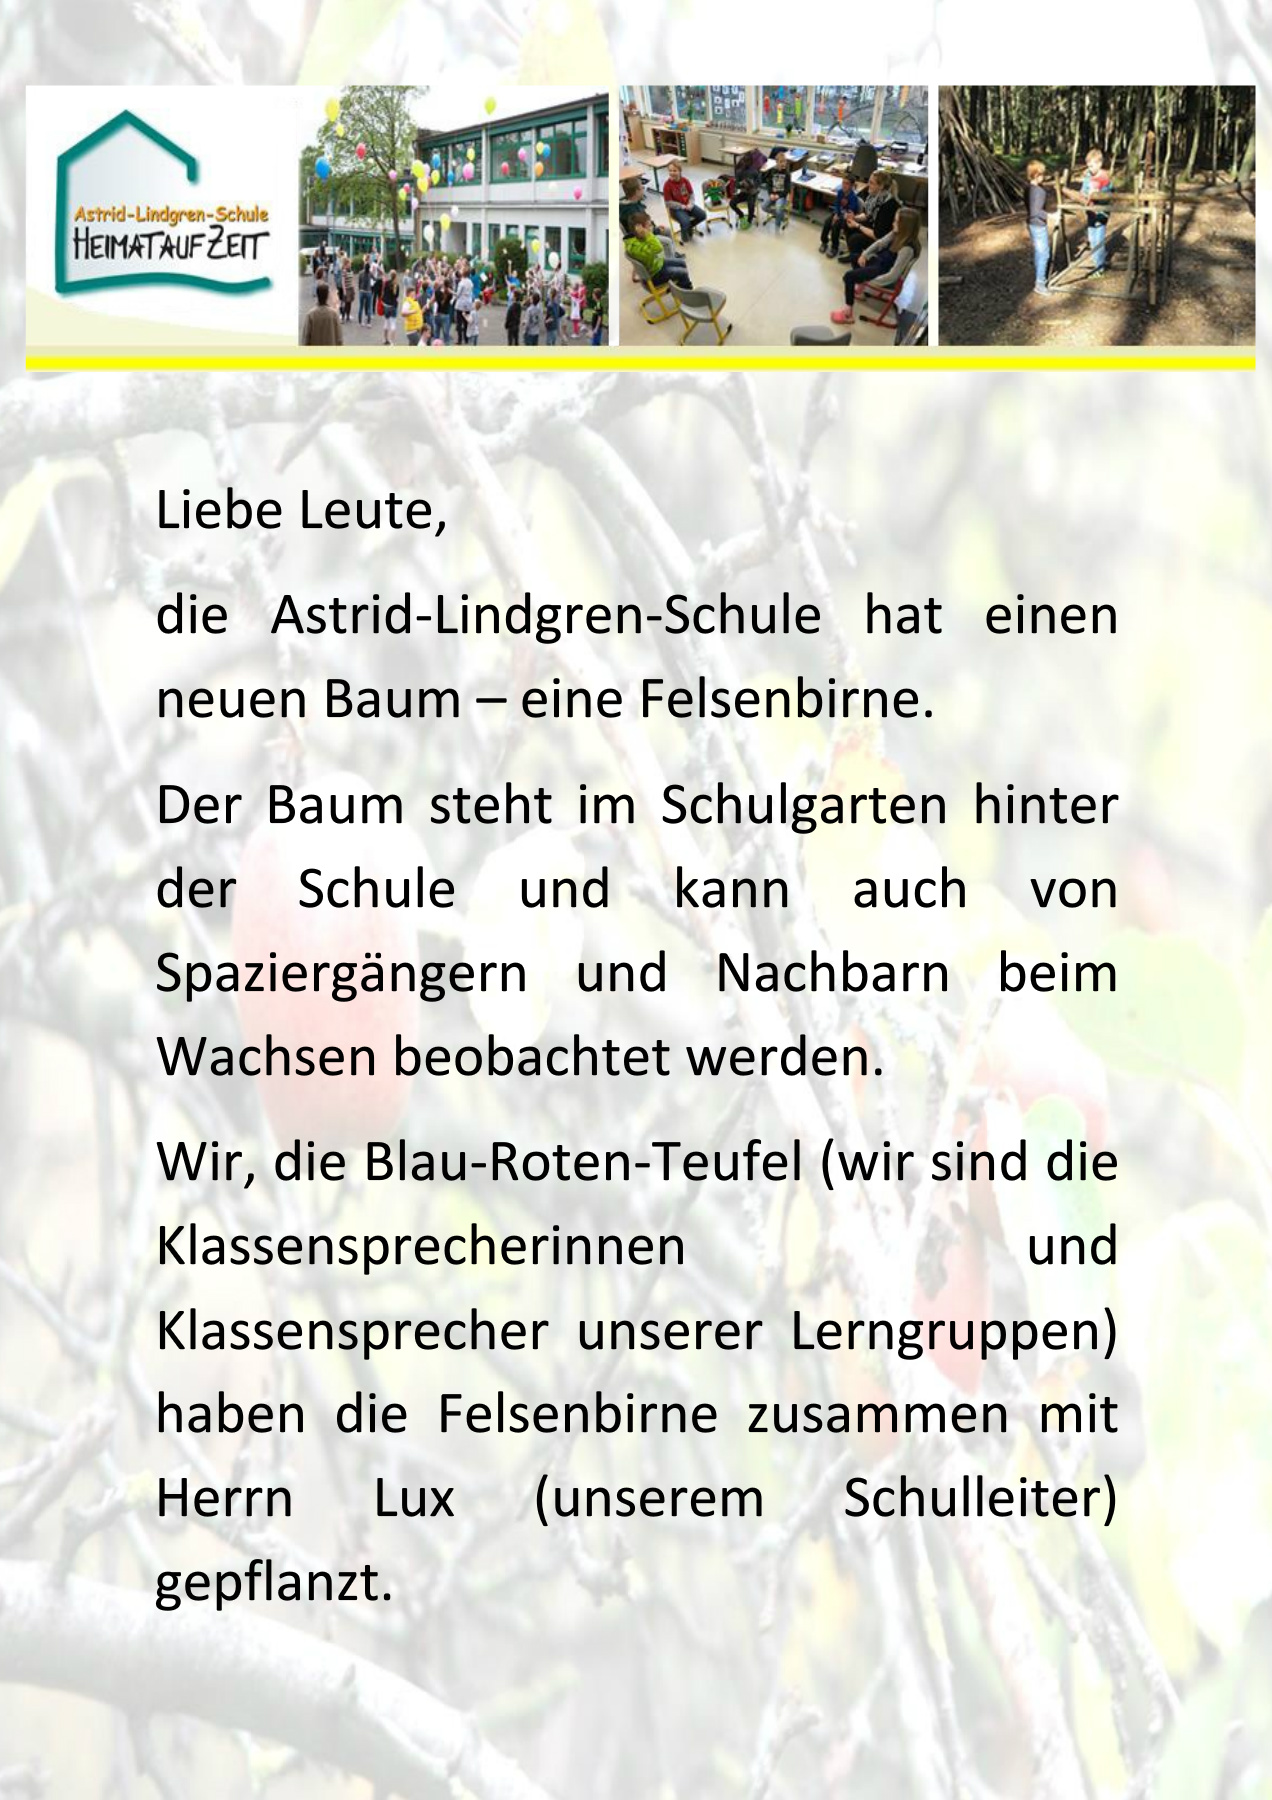 Astrid-Lindgren-Schule
HEIMAT AUF ZEIT
Liebe Leute,
die Astrid-Lindgren-Schule hat einen
neuen Baum – eine Felsenbirne.
Der Baum steht im Schulgarten hinter
der Schule und kann auch von
Spaziergängern und Nachbarn beim
Wachsen beobachtet werden.
Wir, die Blau-Roten-Teufel (wir sind die
Klassensprecherinnen und
Klassensprecher unserer Lerngruppen)
haben die Felsenbirne zusammen mit
Herrn Lux (unserem Schulleiter)
gepflanzt.